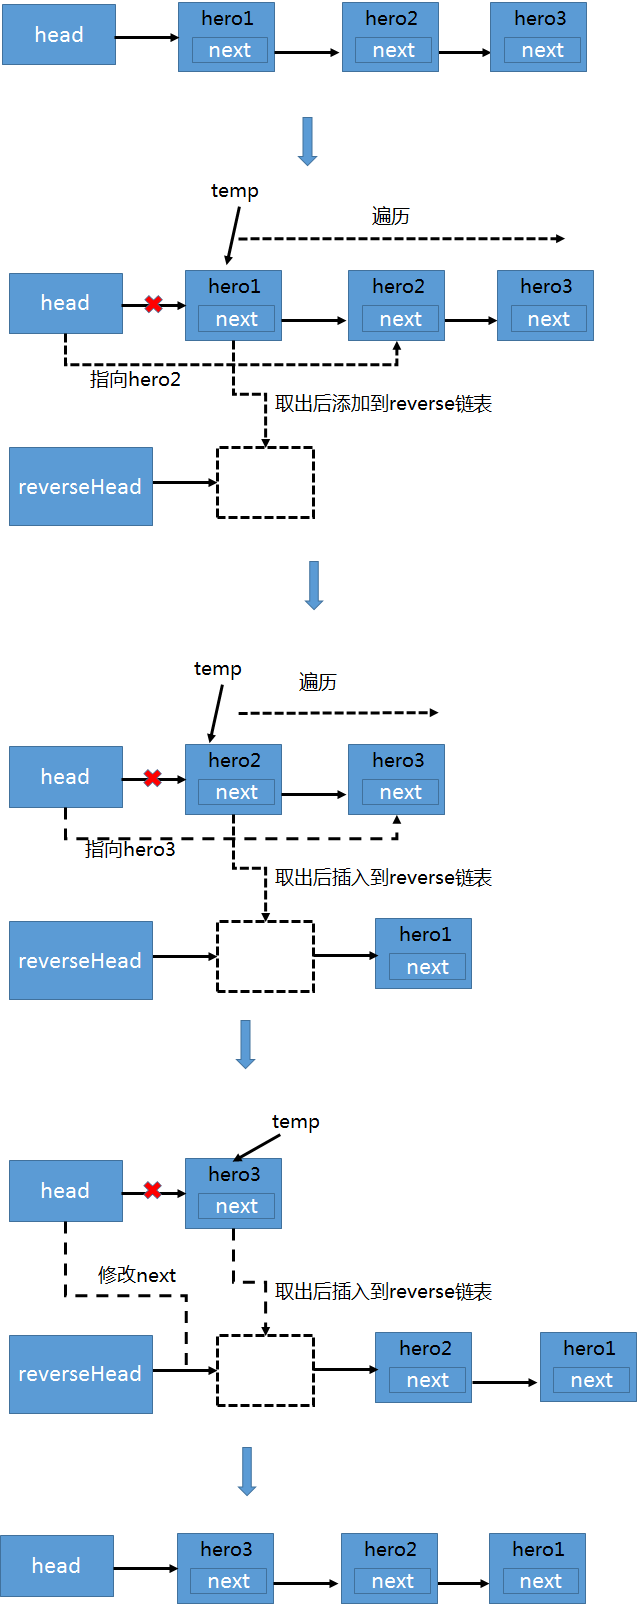 head
hero1
next
hero2
next
hero3
next
temp
遍历
head
hero1
next
hero2
next
hero3
next
指向hero2
取出后添加到reverse链表
reverseHead
temp
遍历
head
hero2
next
hero3
next
指向hero3
取出后插入到reverse链表
reverseHead
hero1
next
temp
head
hero3
next
修改next
取出后插入到reverse链表
reverseHead
hero2
next
hero1
next
head
hero3
next
hero2
next
hero1
next